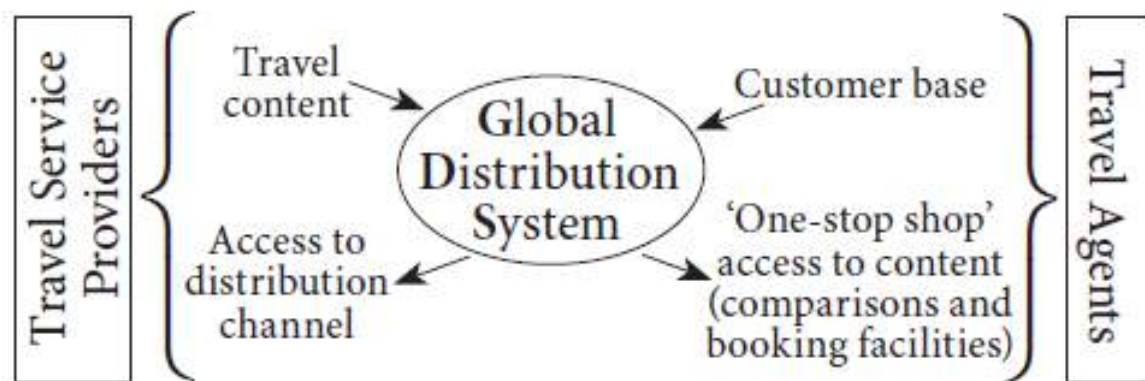 Travel Service
Providers
Travel
content
Access to
distribution
channel
Global
Distribution
System
Customer base
‘One-stop shop’
access to content
(comparisons and
booking facilities)
Travel Agents